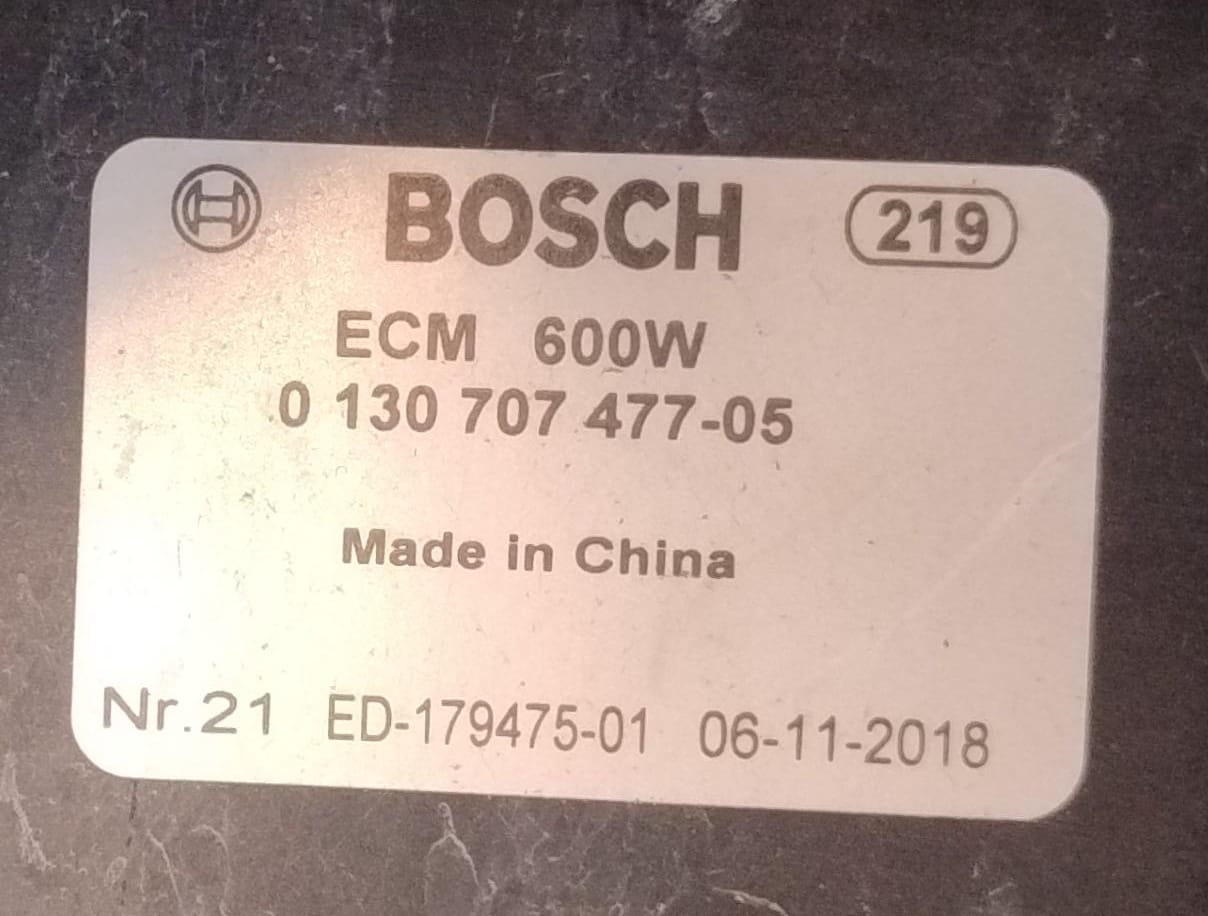 BOSCH 219
ECM 600W
0 130 707 477-05
Made in China
Nr.21 ED-179475-01 06-11-2018